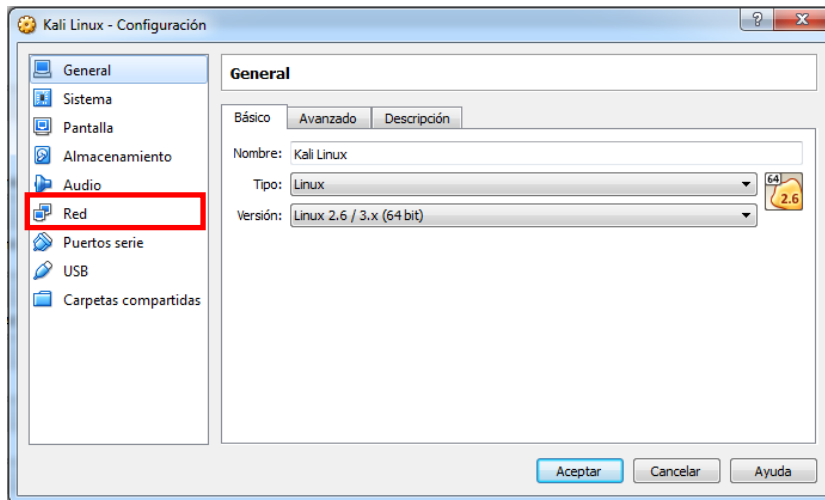 Kali Linux - Configuración
General
Sistema
Pantalla
Almacenamiento
Audio
Red
Puertos serie
USB
Carpetas compartidas
General
Básico Avanzado Descripción
Nombre: Kali Linux
Tipo: Linux
Versión: Linux 2.6 / 3.x (64 bit)
64
2.6
Aceptar Cancelar Ayuda